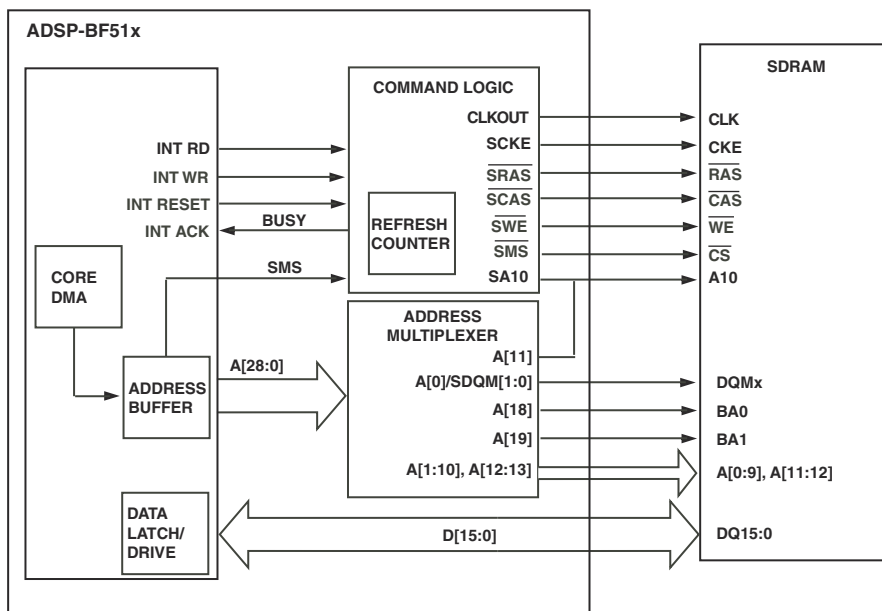 ADSP-BF51x
SDRAM
COMMAND LOGIC
CLKOUT
CLK
SCKE
CKE
INT RD
SRAS
RAS
INT WR
SCAS
CAS
INT RESET
SWE
WE
INT ACK
BUSY
REFRESH
COUNTER
SMS
CS
SMS
SA10
A10
CORE
DMA
ADDRESS
MULTIPLEXER
A[11]
A[28:0]
ADDRESS
BUFFER
A[0]/SDQM[1:0]
DQMx
A[18]
BA0
A[19]
BA1
A[1:10], A[12:13]
A[0:9], A[11:12]
DATA
LATCH/
DRIVE
D[15:0]
DQ15:0